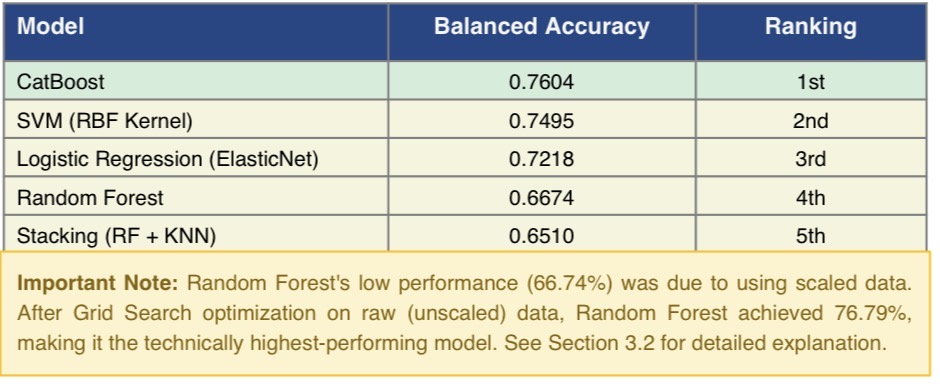 Model Balanced Accuracy Ranking
CatBoost 0.7604 1st
SVM (RBF Kernel) 0.7495 2nd
Logistic Regression (ElasticNet) 0.7218 3rd
Random Forest 0.6674 4th
Stacking (RF + KNN) 0.6510 5th
Important Note: Random Forest's low performance (66.74%) was due to using scaled data.
After Grid Search optimization on raw (unscaled) data, Random Forest achieved 76.79%,
making it the technically highest-performing model. See Section 3.2 for detailed explanation.